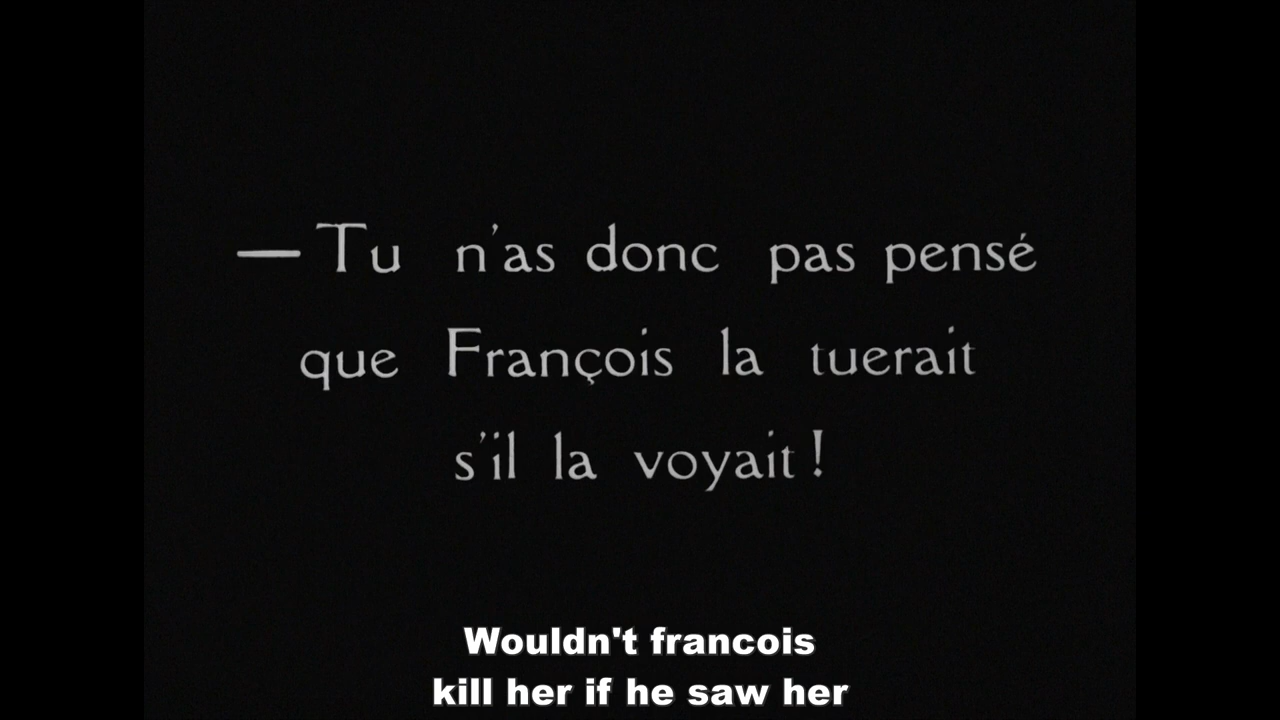 — Tu n'as donc pas pensé
que François la tuerait
s'il la voyait !
Wouldn't francois
kill her if he saw her